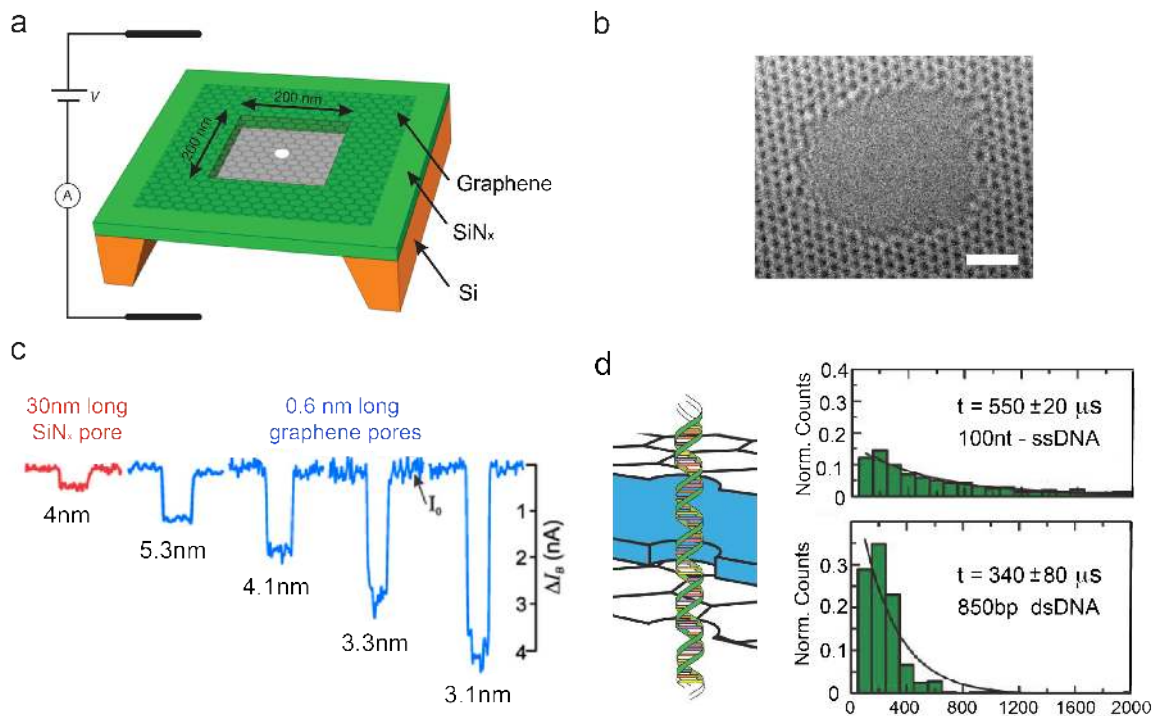 a
V
A
200 nm
200 nm
Graphene
SiNₓ
Si
b
c
30nm long
SiNₓ pore
0.6 nm long
graphene pores
4nm
5.3nm
4.1nm
3.3nm
3.1nm
I₀
1
2
3
4
ΔI_B (nA)
d
Norm. Counts
0.4
0.3
0.2
0.1
0
t = 550 ±20 μS
100nt - ssDNA
Norm. Counts
0.3
0.2
0.1
0
t = 340 ±80 μS
850bp dsDNA
0 400 800 1200 1600 2000